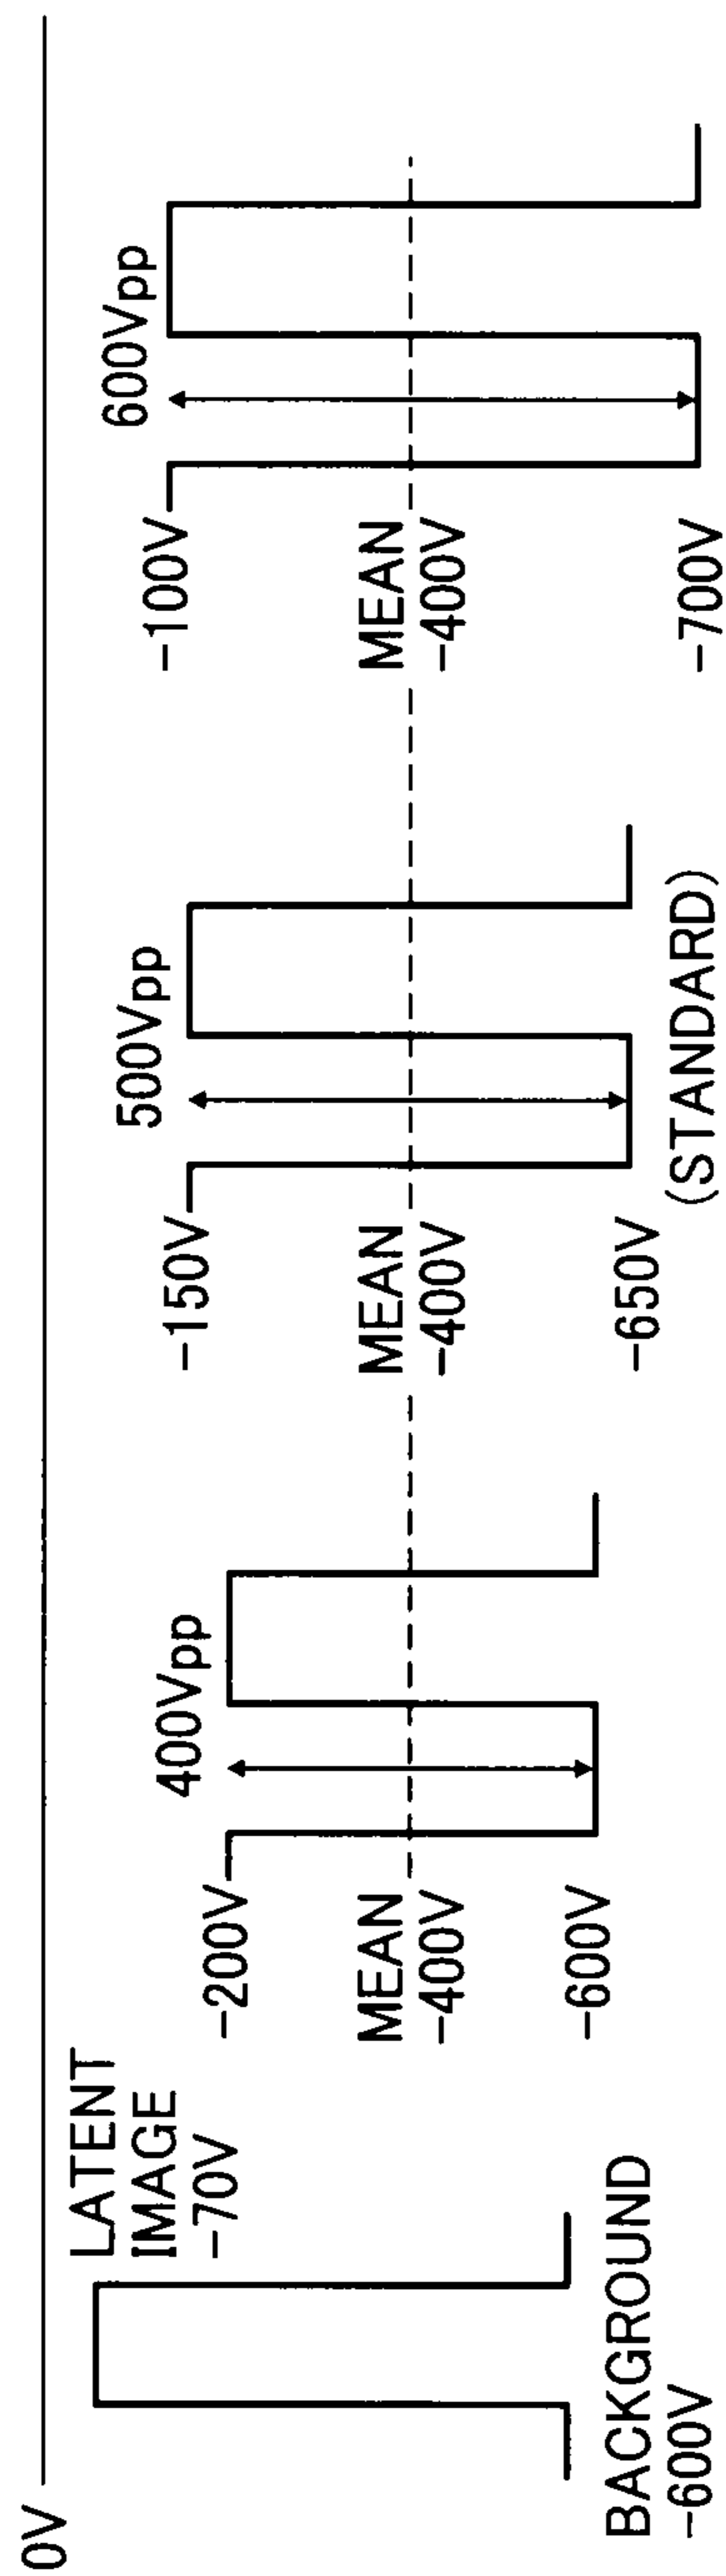 0V
LATENT
IMAGE
-70V
BACKGROUND
-600V
400Vpp
-200V
MEAN
-400V
-600V
500Vpp
-150V
MEAN
-400V
-650V
(STANDARD)
600Vpp
-100V
MEAN
-400V
-700V